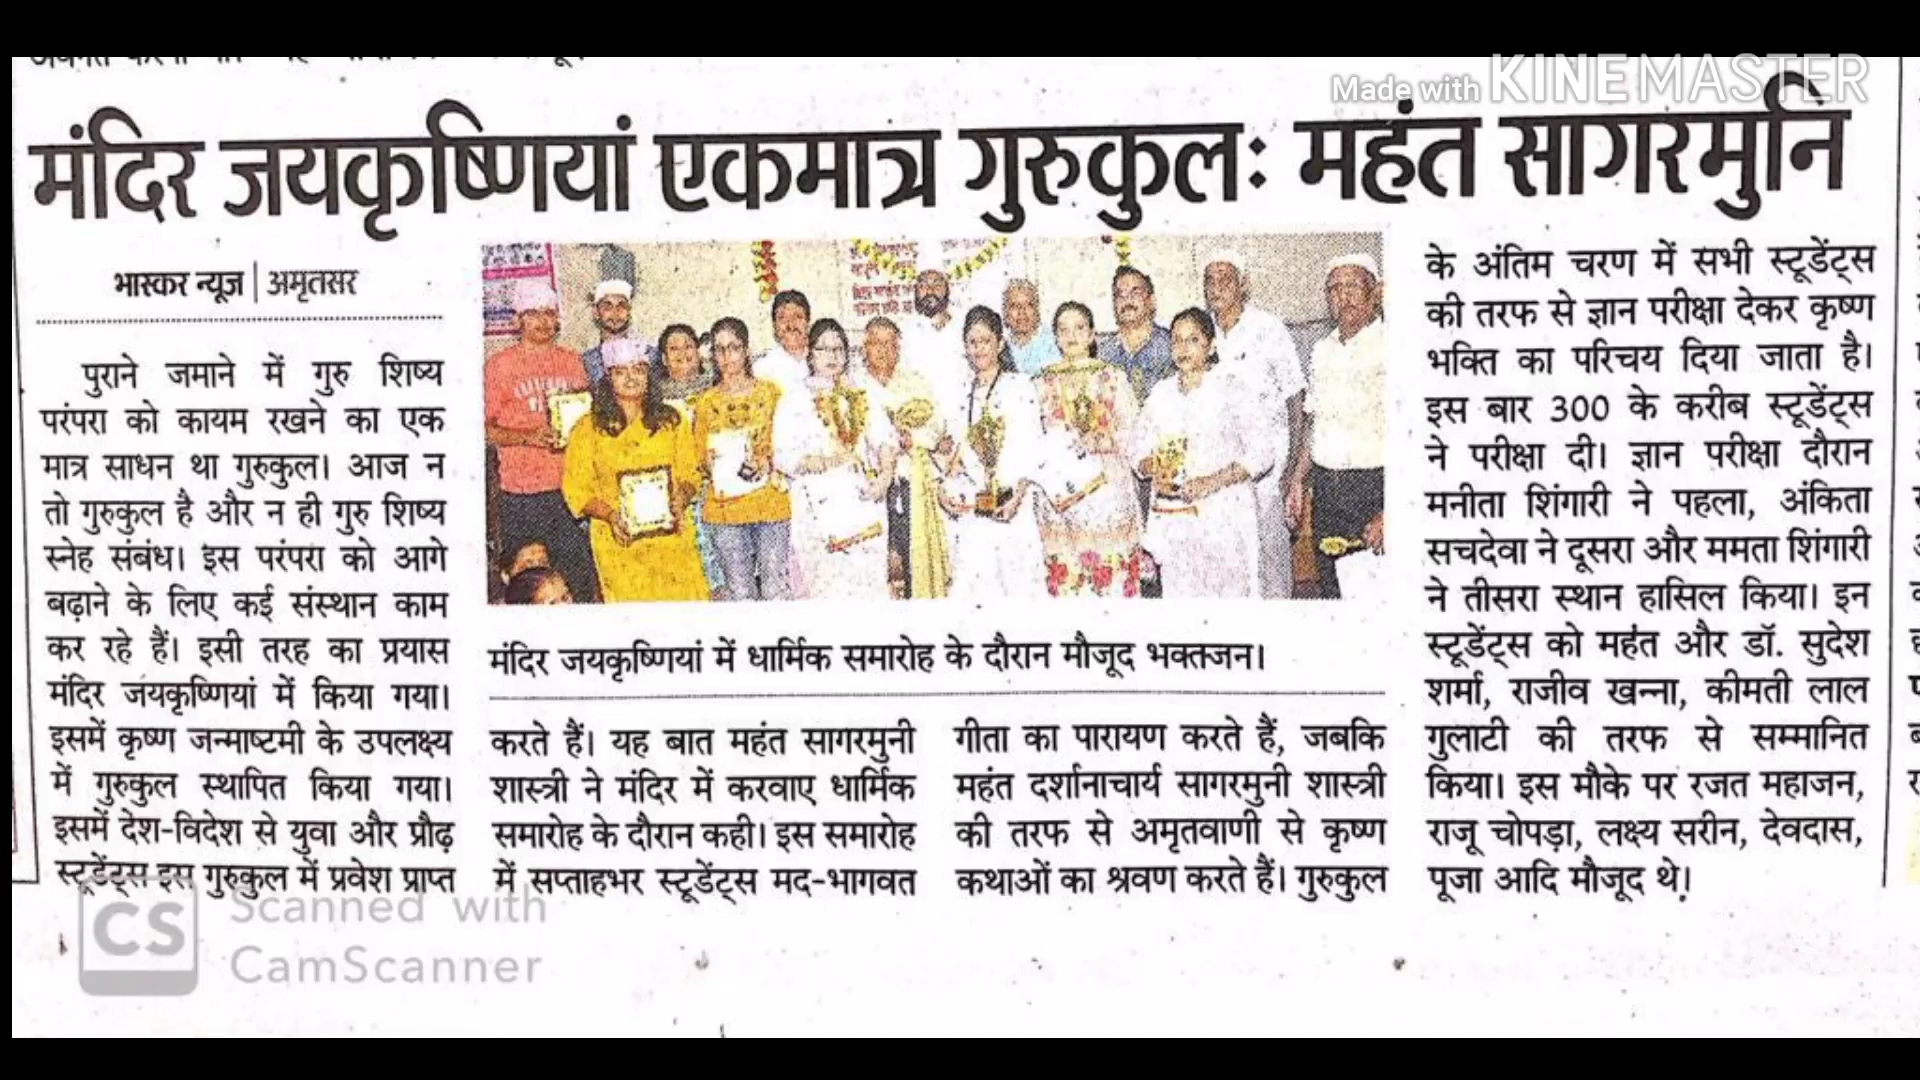 Made with KINEMASTER
मंदिर जयकृष्णियां एकमात्र गुरुकुलः महंत सागरमुनि
भास्कर न्यूज | अमृतसर
पुराने जमाने में गुरु शिष्य
परंपरा को कायम रखने का एक
मात्र साधन था गुरुकुल। आज न
तो गुरुकुल है और न ही गुरु शिष्य
स्नेह संबंध। इस परंपरा को आगे
बढ़ाने के लिए कई संस्थान काम
कर रहे हैं। इसी तरह का प्रयास
मंदिर जयकृष्णियां में किया गया।
इसमें कृष्ण जन्माष्टमी के उपलक्ष्य
में गुरुकुल स्थापित किया गया।
इसमें देश-विदेश से युवा और प्रौढ़
स्टूडेंट्स इस गुरुकुल में प्रवेश प्राप्त
मंदिर जयकृष्णियां में धार्मिक समारोह के दौरान मौजूद भक्तजन।
करते हैं। यह बात महंत सागरमुनी
शास्त्री ने मंदिर में करवाए धार्मिक
समारोह के दौरान कही। इस समारोह
में सप्ताहभर स्टूडेंट्स मद-भागवत
गीता का पारायण करते हैं, जबकि
महंत दर्शानाचार्य सागरमुनी शास्त्री
की तरफ से अमृतवाणी से कृष्ण
कथाओं का श्रवण करते हैं। गुरुकुल
के अंतिम चरण में सभी स्टूडेंट्स
की तरफ से ज्ञान परीक्षा देकर कृष्ण
भक्ति का परिचय दिया जाता है।
इस बार 300 के करीब स्टूडेंट्स
ने परीक्षा दी। ज्ञान परीक्षा दौरान
मनीता शिंगारी ने पहला, अंकिता
सचदेवा ने दूसरा और ममता शिंगारी
ने तीसरा स्थान हासिल किया। इन
स्टूडेंट्स को महंत और डॉ. सुदेश
शर्मा, राजीव खन्ना, कीमती लाल
गुलाटी की तरफ से सम्मानित
किया। इस मौके पर रजत महाजन,
राजू चोपड़ा, लक्ष्य सरीन, देवदास,
पूजा आदि मौजूद थे।
CS Scanned with
CamScanner